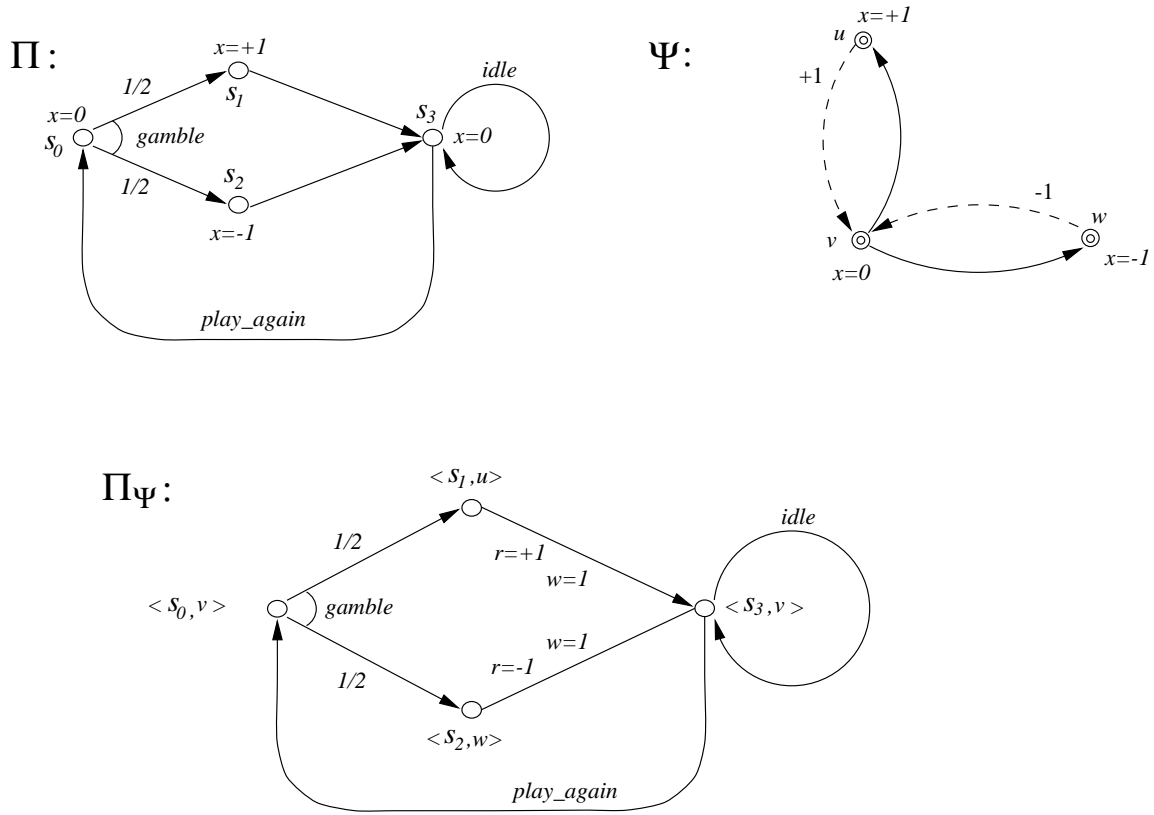 Π:
x=+1
1/2
s1
x=0
s0
gamble
1/2
s2
x=-1
s3
x=0
idle
play_again
Ψ:
x=+1
u
+1
-1
w
x=-1
v
x=0
ΠΨ:
<s1,u>
1/2
r=+1
w=1
idle
<s0,v>
gamble
<s3,v>
w=1
r=-1
1/2
<s2,w>
play_again